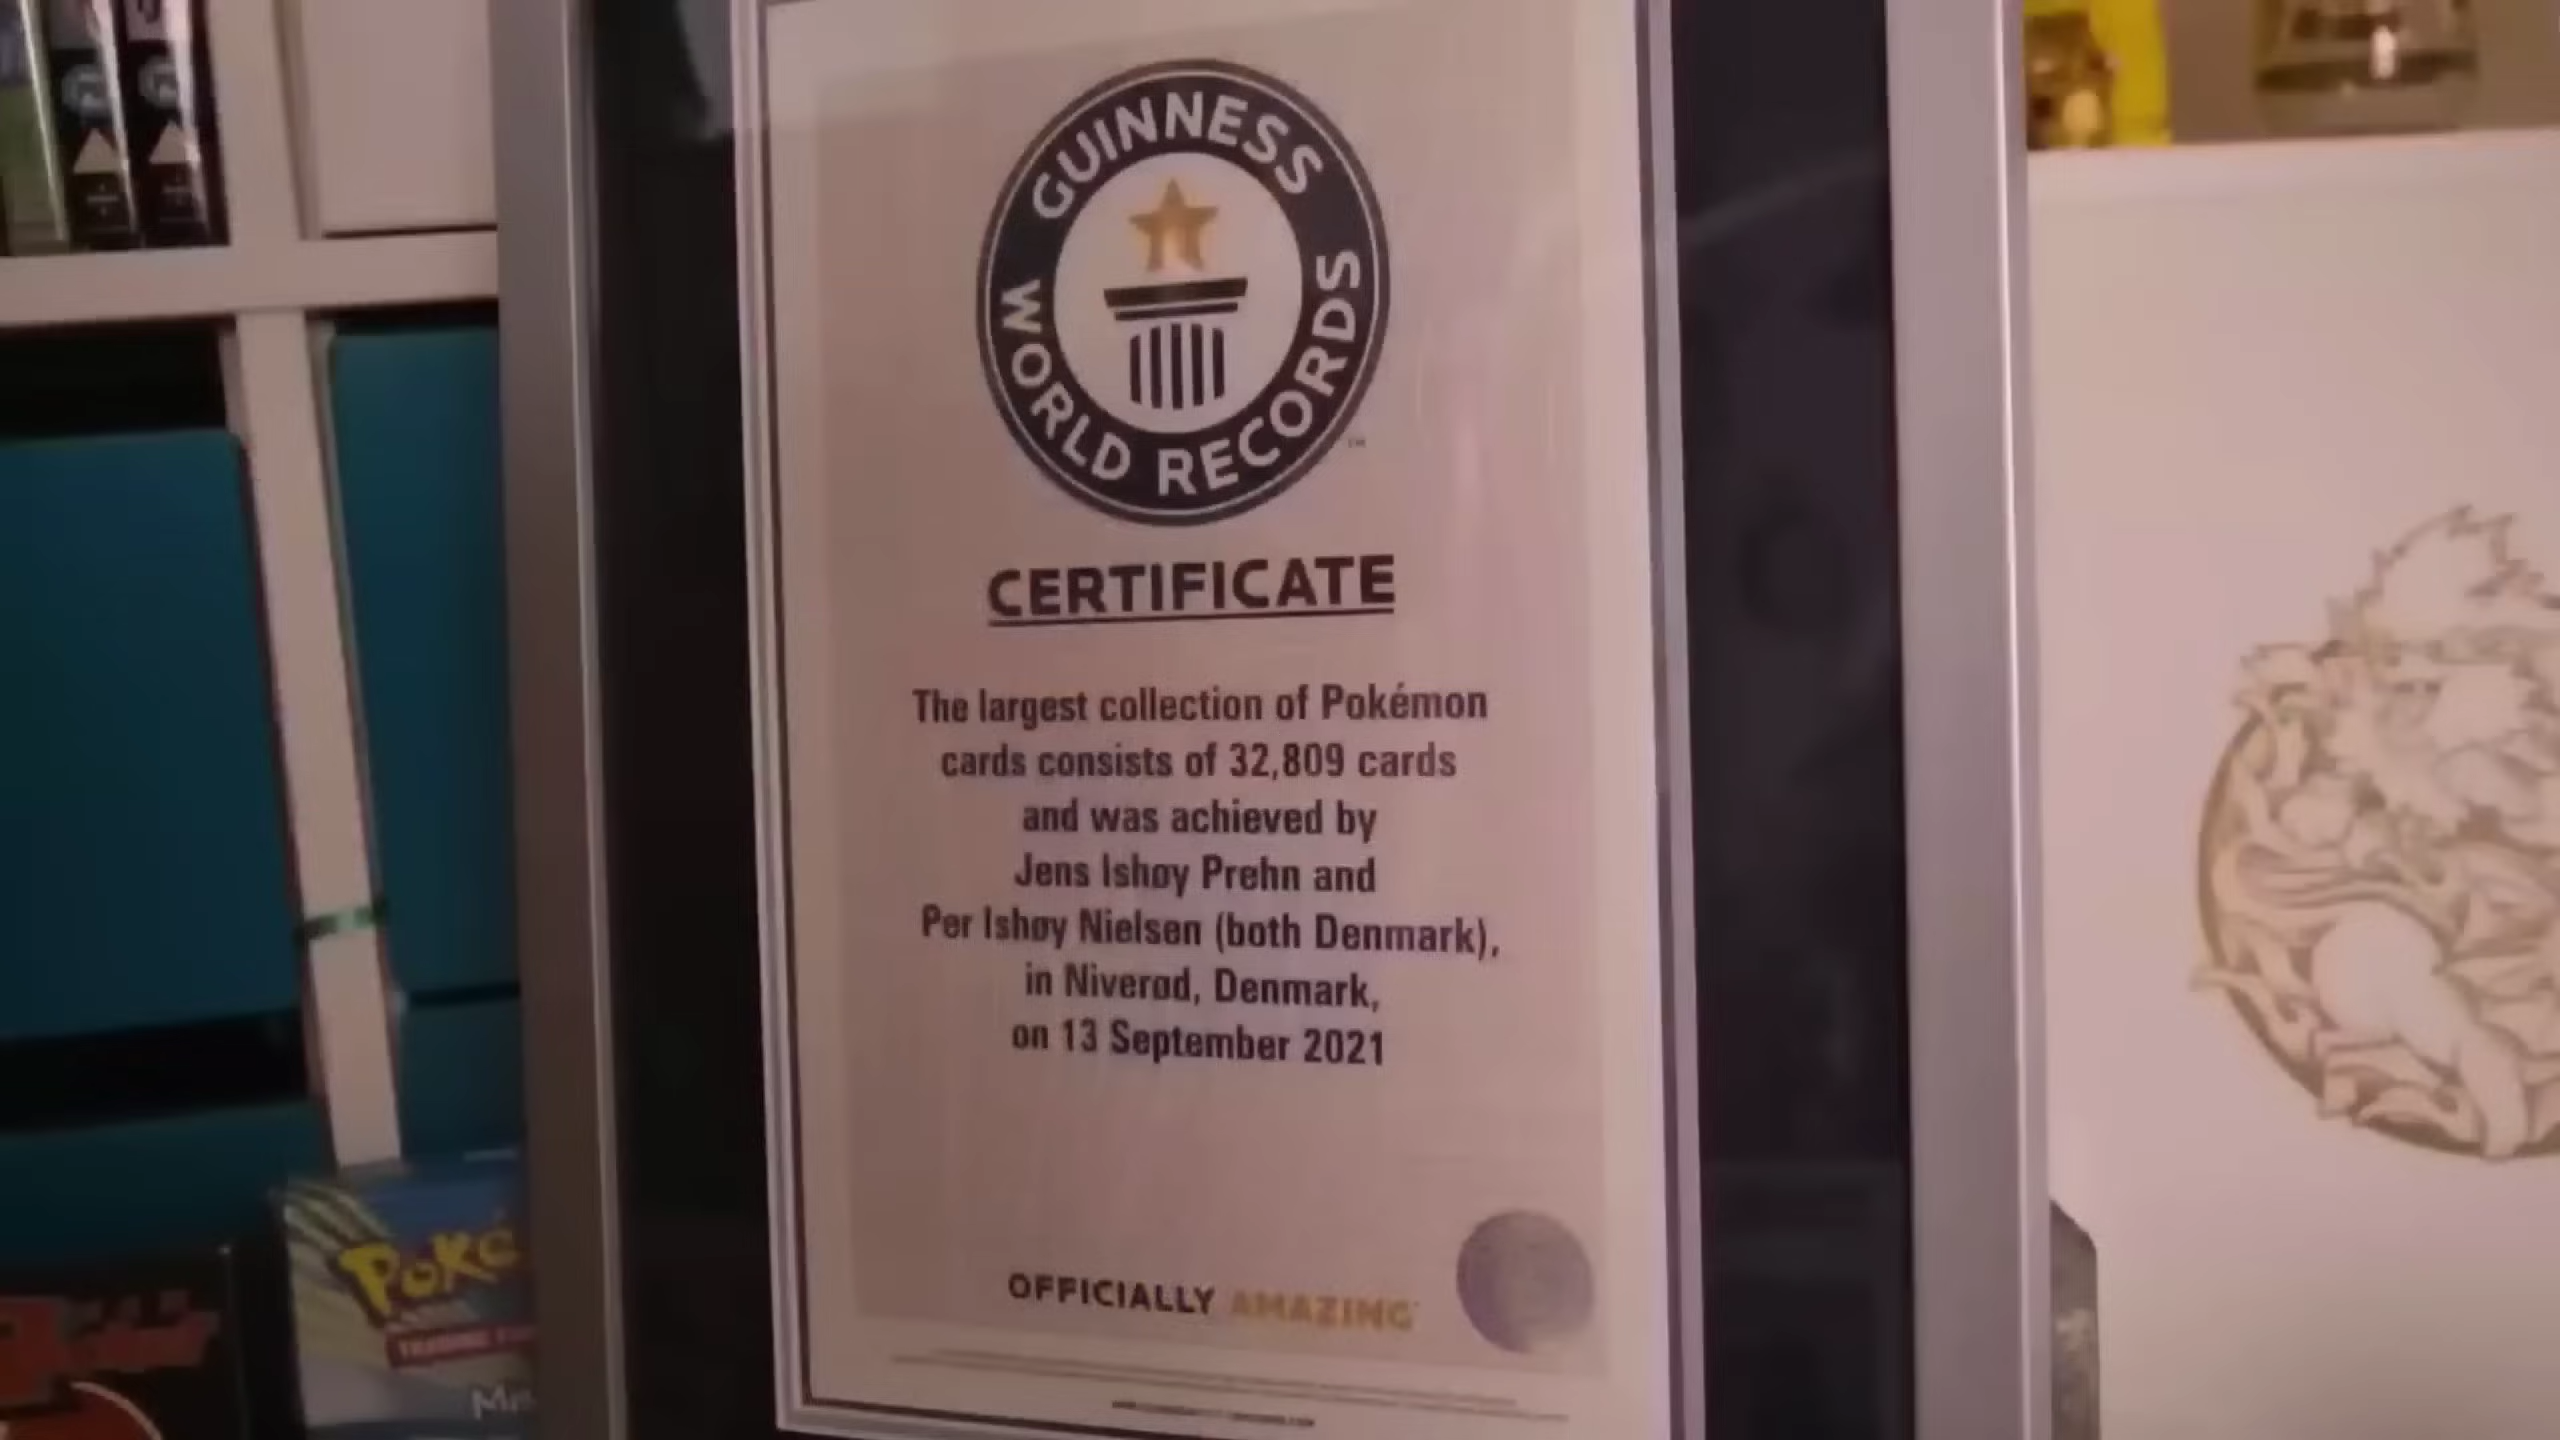 GUINNESS
WORLD RECORDS
™
CERTIFICATE
The largest collection of Pokémon
cards consists of 32,809 cards
and was achieved by
Jens Ishøy Prehn and
Per Ishøy Nielsen (both Denmark),
in Niverød, Denmark,
on 13 September 2021
OFFICIALLY AMAZING